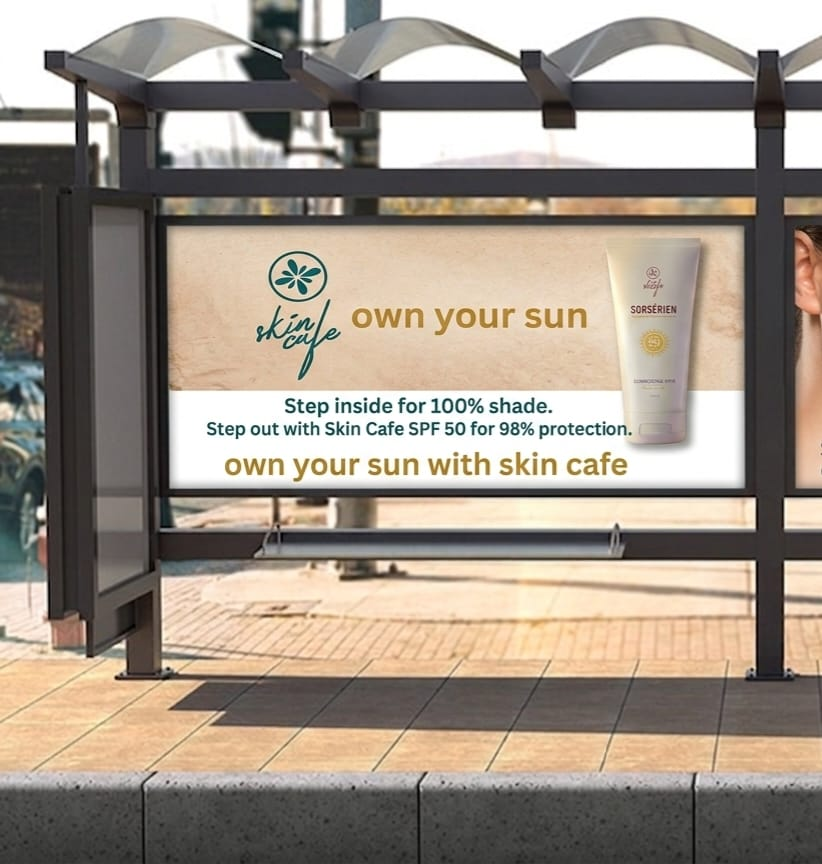 skin
cafe
own your sun
skincafe
SORSÉRIEN
Step inside for 100% shade.
Step out with Skin Cafe SPF 50 for 98% protection.
own your sun with skin cafe